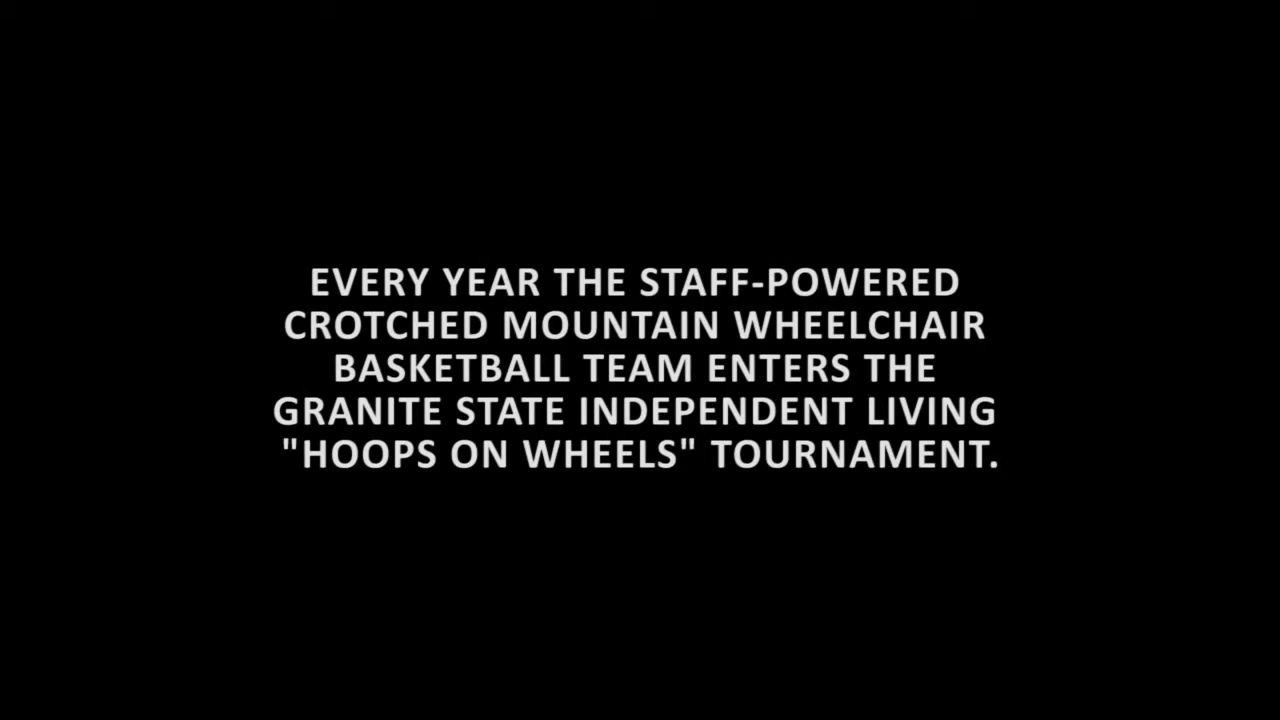 EVERY YEAR THE STAFF-POWERED
CROTCHED MOUNTAIN WHEELCHAIR
BASKETBALL TEAM ENTERS THE
GRANITE STATE INDEPENDENT LIVING
"HOOPS ON WHEELS" TOURNAMENT.